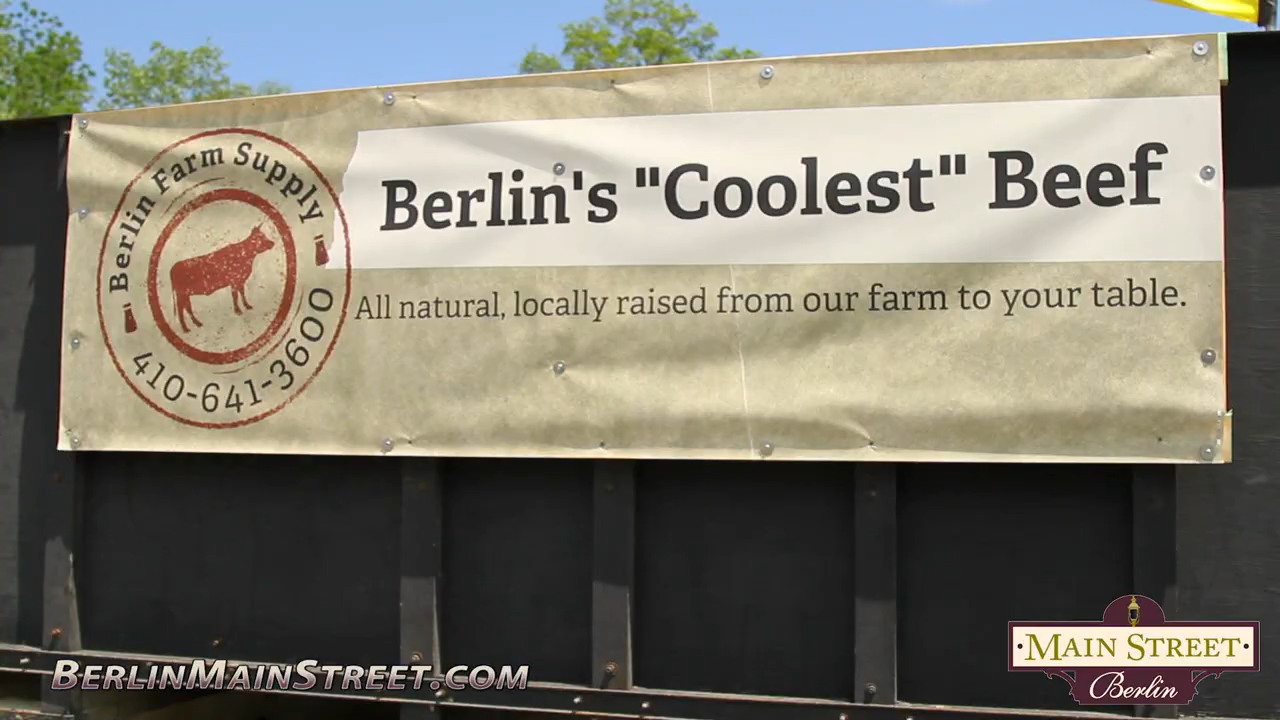 Berlin Farm Supply
410-641-3600
Berlin's "Coolest" Beef
All natural, locally raised from our farm to your table.
BERLINMAINSTREET.COM
MAIN STREET
Berlin